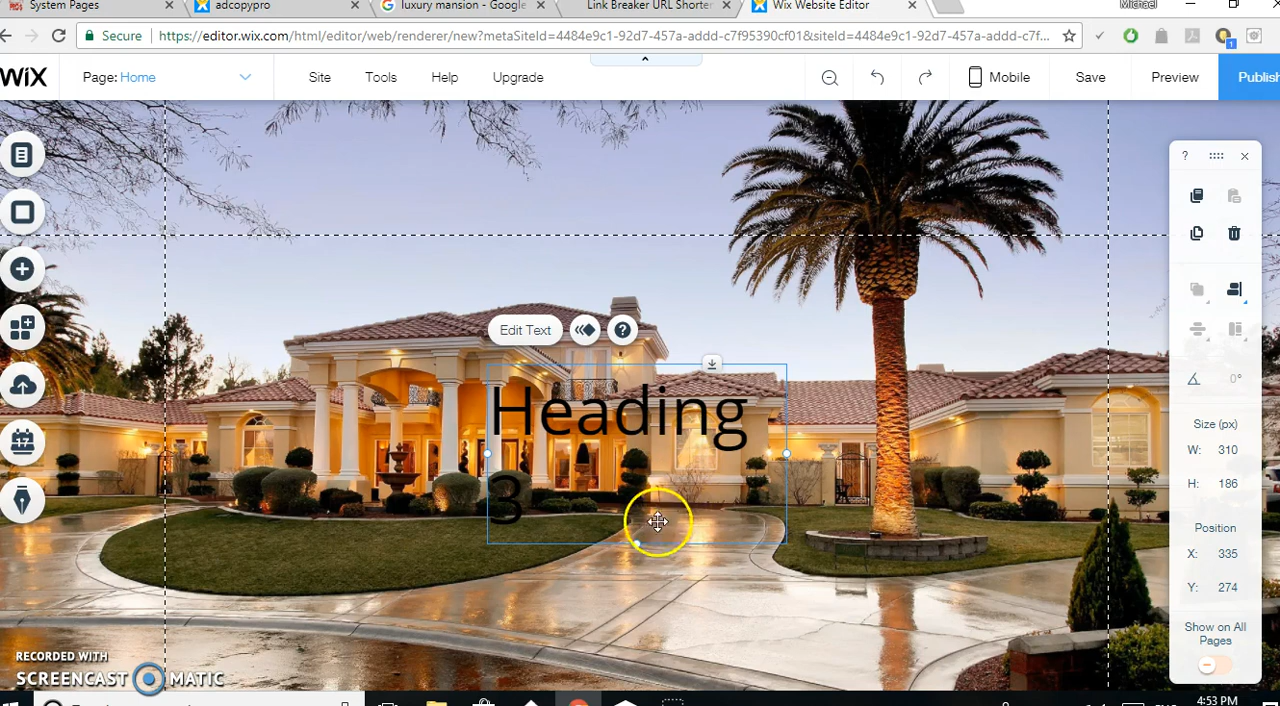 System Pages
adcopypro
luxury mansion - Google
Link Breaker URL Shorter
Wix Website Editor
Michael
Secure
https://editor.wix.com/html/editor/web/renderer/new?metaSiteId=4484e9c1-92d7-457a-addd-c7f95390cf01&siteId=4484e9c1-92d7-457a-addd-c7f...
1
WiX
Page: Home
Site
Tools
Help
Upgrade
Mobile
Save
Preview
Publish
?
Edit Text
?
Heading
3
17
0°
Size (px)
W: 310
H: 186
Position
X: 335
Y: 274
Show on All
Pages
RECORDED WITH
SCREENCAST MATIC
4:53 PM